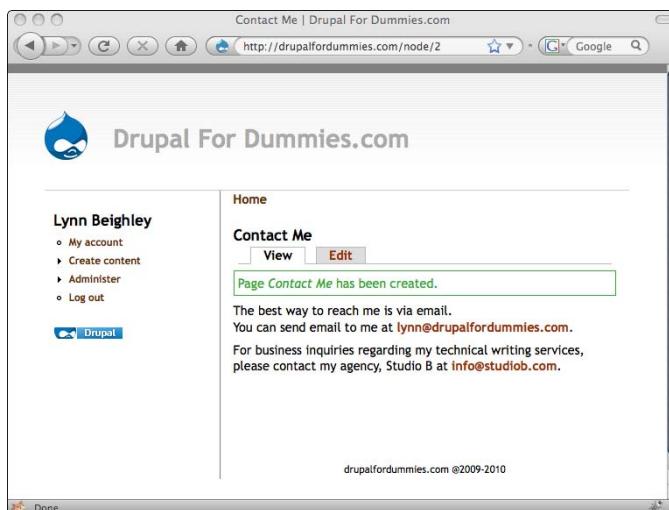 Contact Me | Drupal For Dummies.com
http://drupalfordummies.com/node/2
Google
Drupal For Dummies.com
Lynn Beighley
My account
Create content
Administer
Log out
Drupal
Home
Contact Me
View Edit
Page Contact Me has been created.
The best way to reach me is via email.
You can send email to me at lynn@drupalfordummies.com.
For business inquiries regarding my technical writing services,
please contact my agency, Studio B at info@studiob.com.
drupalfordummies.com @2009-2010
Done